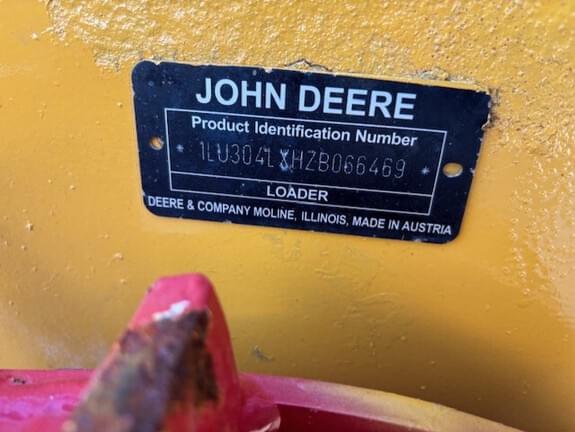 JOHN DEERE
Product Identification Number
* 1LU304LXHZB066469 *
LOADER
DEERE & COMPANY MOLINE, ILLINOIS, MADE IN AUSTRIA